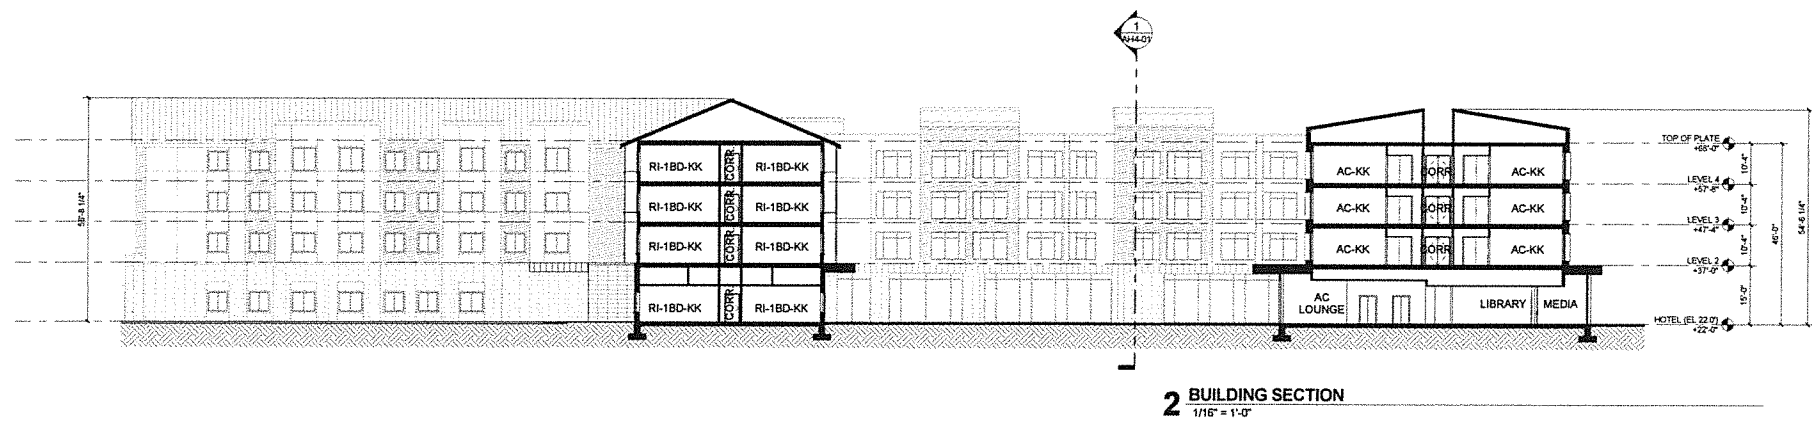 1
AH4-01
56'-8 1/4"
RI-1BD-KK
CORR.
RI-1BD-KK
RI-1BD-KK
CORR.
RI-1BD-KK
RI-1BD-KK
CORR.
RI-1BD-KK
RI-1BD-KK
CORR.
RI-1BD-KK
AC-KK
CORR.
AC-KK
AC-KK
CORR.
AC-KK
AC-KK
CORR.
AC-KK
AC
LOUNGE
LIBRARY
MEDIA
TOP OF PLATE
+68'-0"
10'-4"
LEVEL 4
+57'-8"
10'-4"
LEVEL 3
+47'-4"
10'-4"
LEVEL 2
+37'-0"
15'-0"
HOTEL (EL 22.0')
+22'-0"
46'-0"
54'-6 1/4"
2 BUILDING SECTION
1/16" = 1'-0"